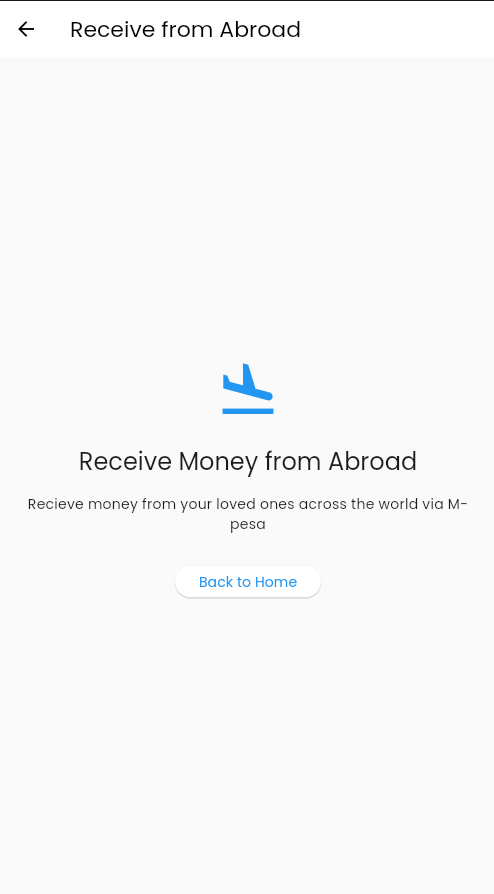 Receive from Abroad
Receive Money from Abroad
Recieve money from your loved ones across the world via M-
pesa
Back to Home